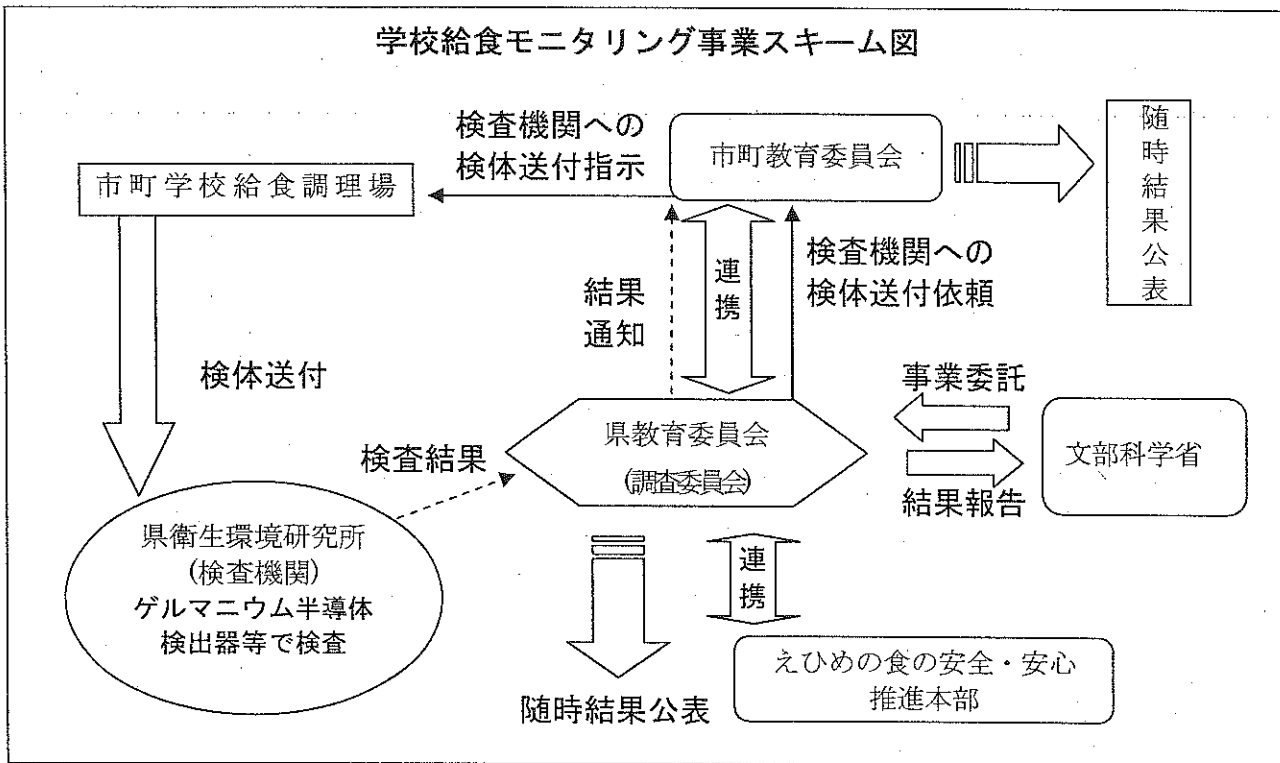 学校給食モニタリング事業スキーム図
検査機関への
検体送付指示
市町教育委員会
随時結果公表
市町学校給食調理場
連携
検査機関への
検体送付依頼
結果
通知
検体送付
事業委託
県教育委員会
(調査委員会)
文部科学省
検査結果
結果報告
県衛生環境研究所
(検査機関)
ゲルマニウム半導体
検出器等で検査
連携
えひめの食の安全・安心
推進本部
随時結果公表